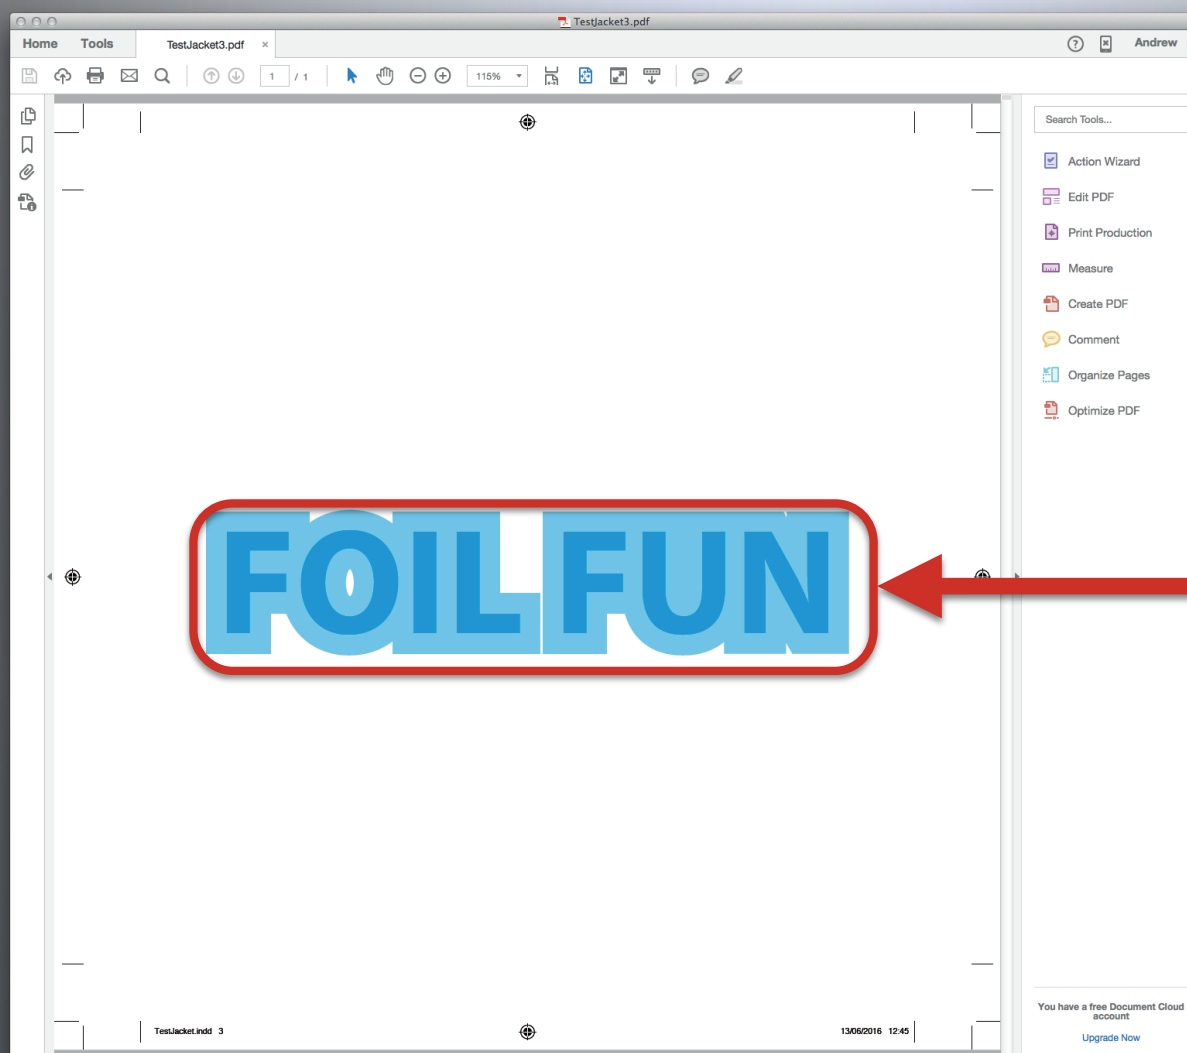 TestJacket3.pdf
Home Tools TestJacket3.pdf × Andrew
1 / 1 115%
Search Tools...
Action Wizard
Edit PDF
Print Production
Measure
Create PDF
Comment
Organize Pages
Optimize PDF
FOIL FUN
TestJacket.indd 3 13/06/2016 12:45
You have a free Document Cloud
account
Upgrade Now